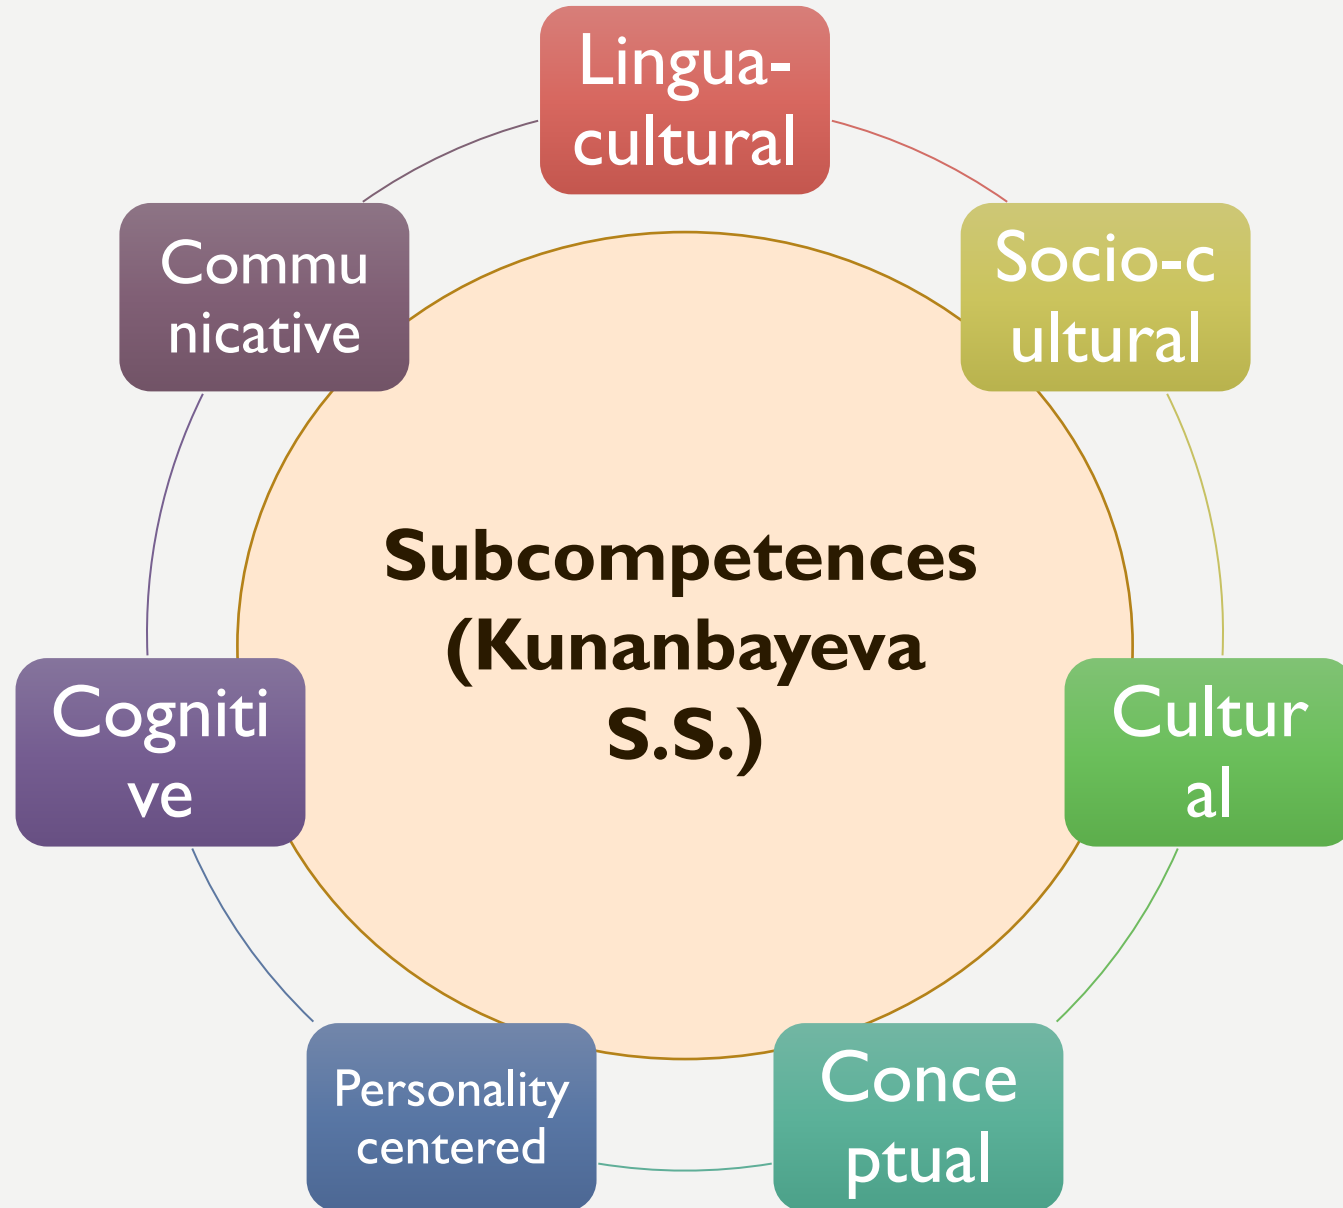 Lingua-
cultural
Socio-c
ultural
Cultur
al
Conce
ptual
Personality
centered
Cogniti
ve
Commu
nicative
Subcompetences
(Kunanbayeva
S.S.)